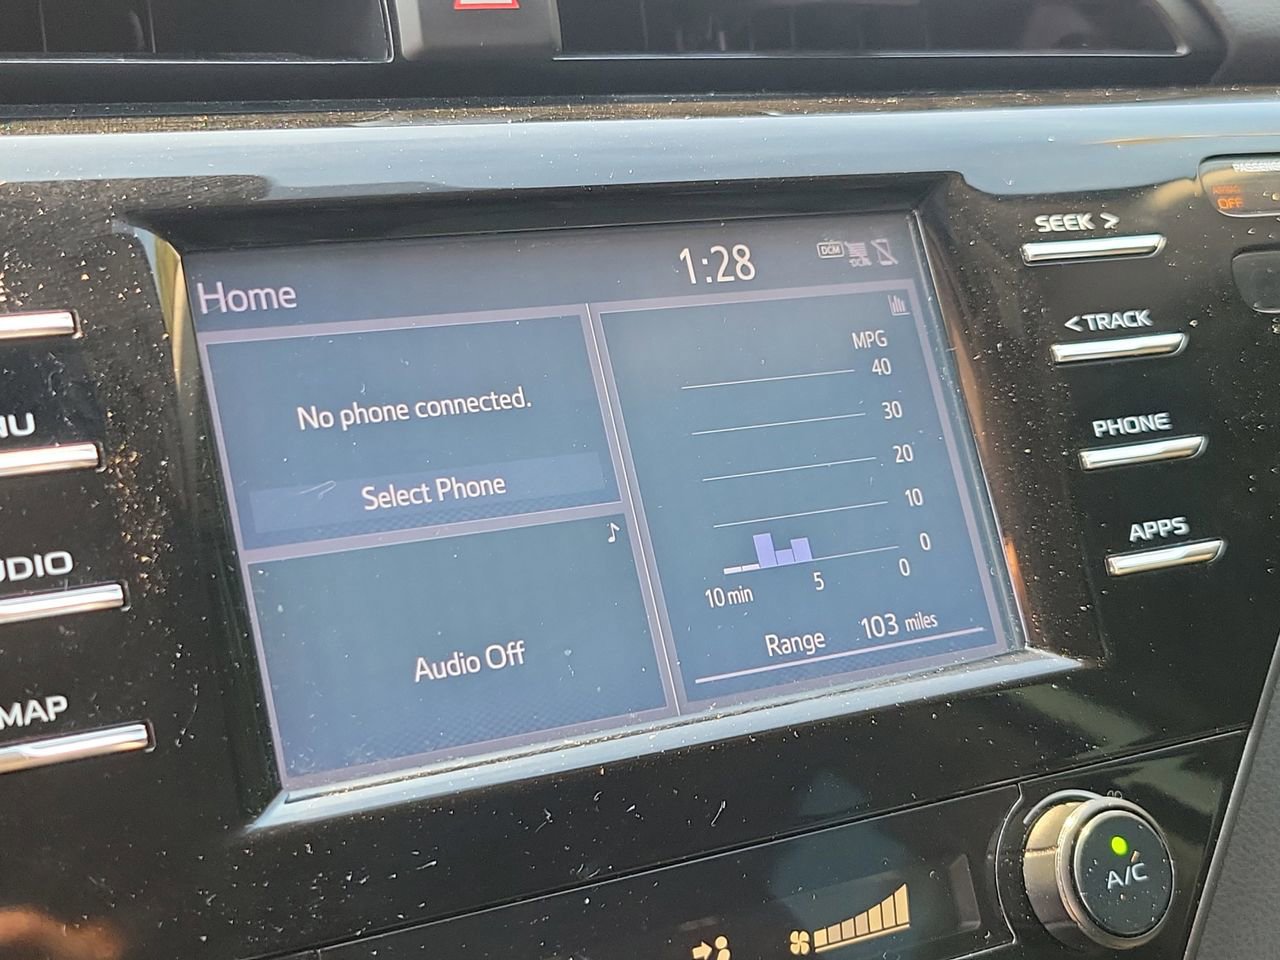 PASSENG
OFF
SEEK >
1:28
DCM
Home
< TRACK
MPG
40
No phone connected.
30
NU
PHONE
20
Select Phone
10
APPS
0
UDIO
10 min
5
0
Range
103 miles
Audio Off
MAP
A/C